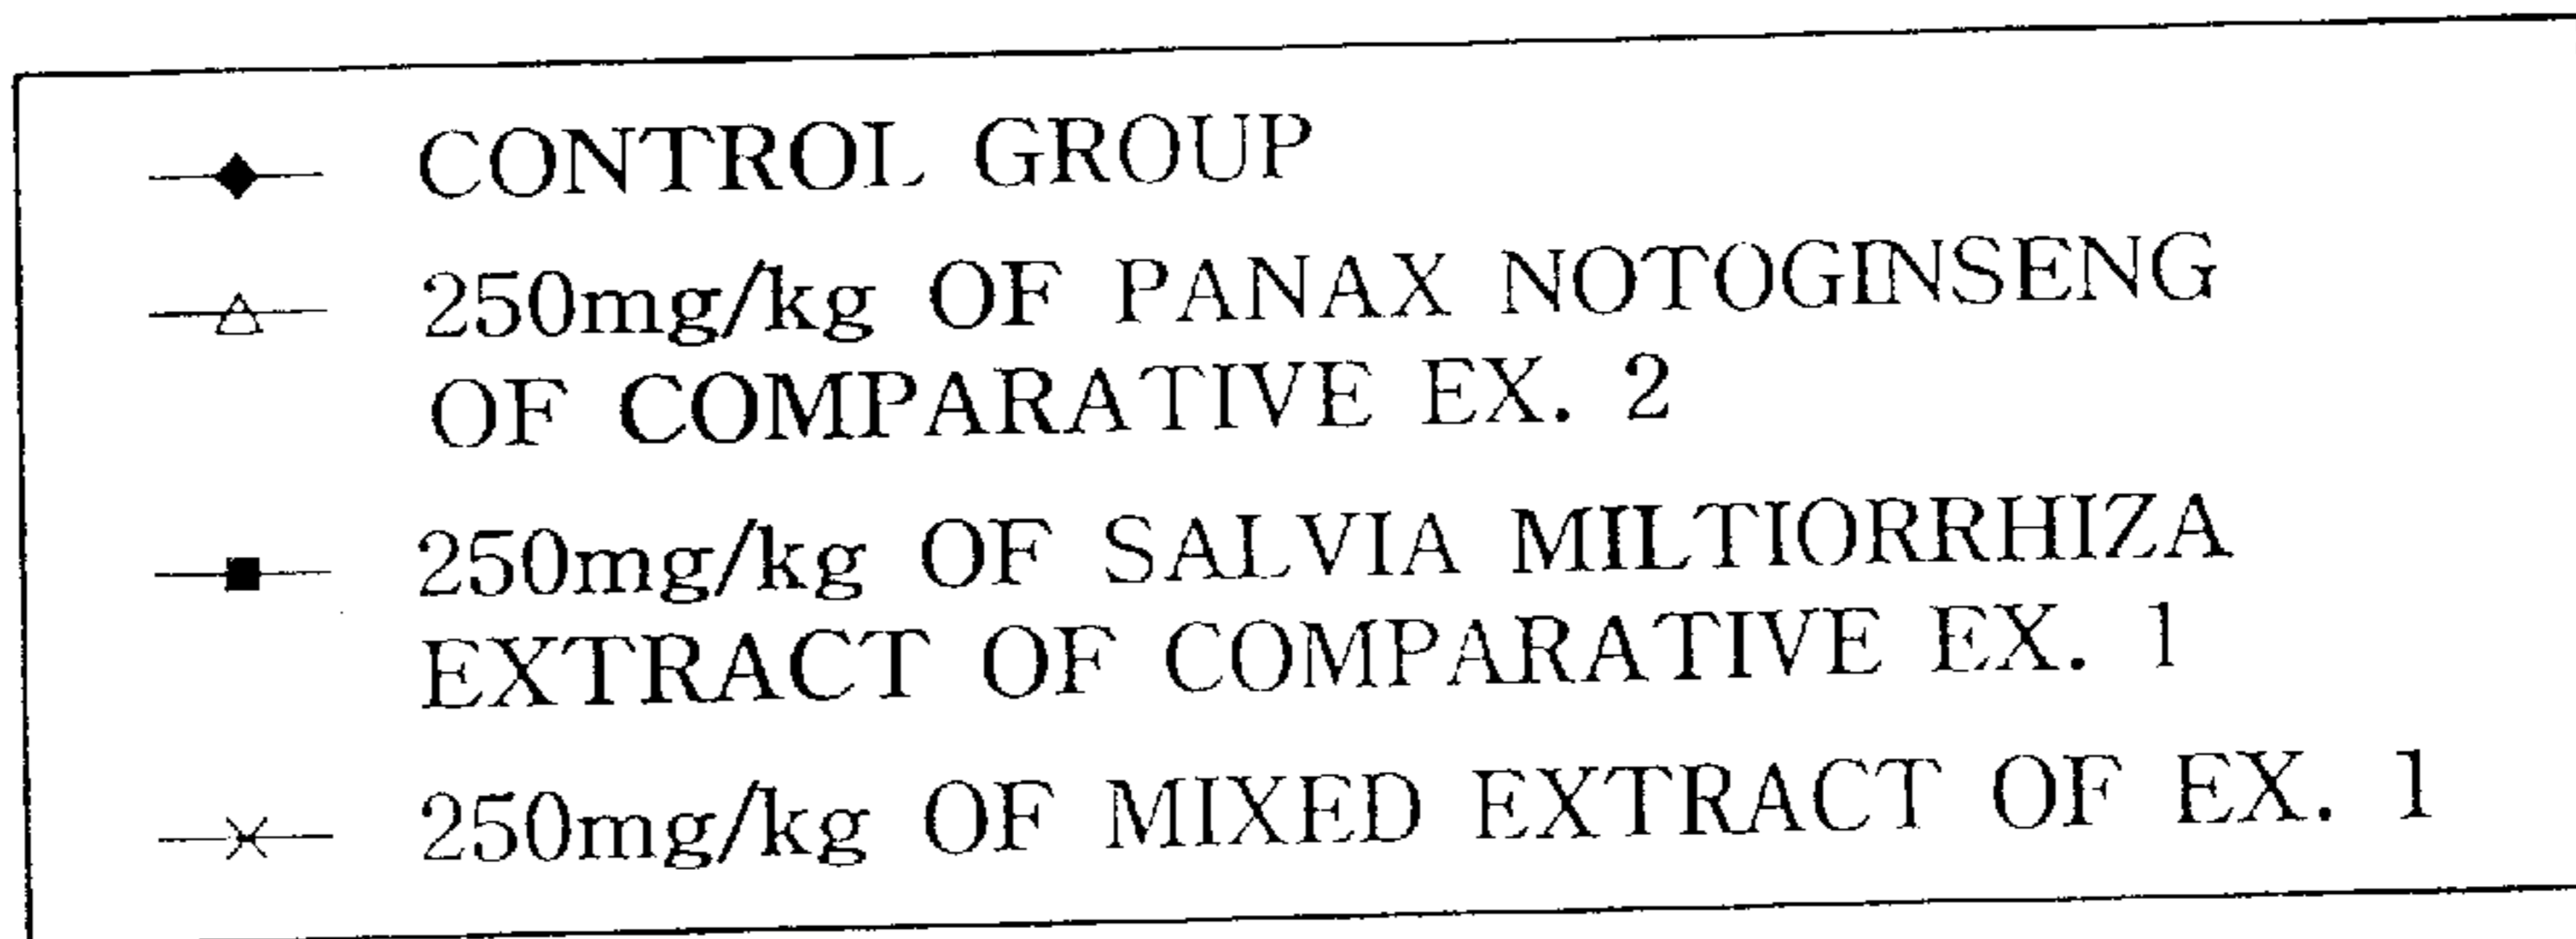 CONTROL GROUP
250mg/kg OF PANAX NOTOGINSENG
OF COMPARATIVE EX. 2
250mg/kg OF SALVIA MILTIORRHIZA
EXTRACT OF COMPARATIVE EX. 1
250mg/kg OF MIXED EXTRACT OF EX. 1